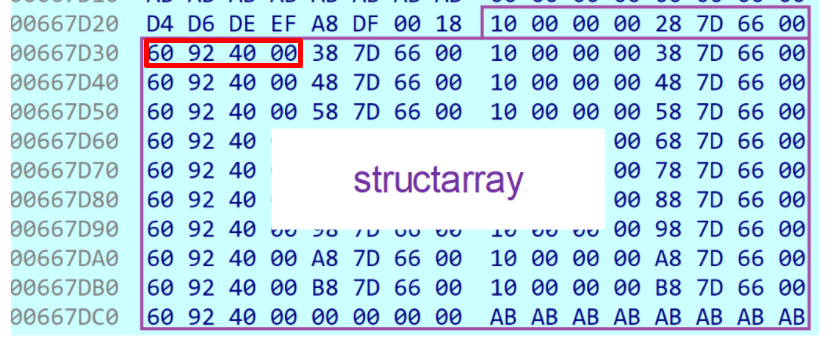 00667D20 D4 D6 DE EF A8 DF 00 18 10 00 00 00 28 7D 66 00
00667D30 60 92 40 00 38 7D 66 00 10 00 00 00 38 7D 66 00
00667D40 60 92 40 00 48 7D 66 00 10 00 00 00 48 7D 66 00
00667D50 60 92 40 00 58 7D 66 00 10 00 00 00 58 7D 66 00
00667D60 60 92 40 00 68 7D 66 00
00667D70 60 92 40 structarray 00 78 7D 66 00
00667D80 60 92 40 00 88 7D 66 00
00667D90 60 92 40 00 98 7D 66 00 10 00 00 00 98 7D 66 00
00667DA0 60 92 40 00 A8 7D 66 00 10 00 00 00 A8 7D 66 00
00667DB0 60 92 40 00 B8 7D 66 00 10 00 00 00 B8 7D 66 00
00667DC0 60 92 40 00 00 00 00 00 AB AB AB AB AB AB AB AB